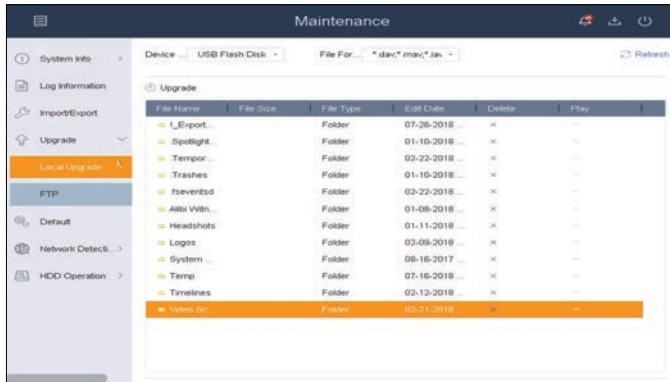 Maintenance
System Info
Log Information
Import/Export
Upgrade
Local Upgrade
FTP
Default
Network Detecti...
HDD Operation
Device ... USB Flash Disk File For... *.dav;*.mav;*.iav Refresh
Upgrade
File Name File Size File Type Edit Date Delete Play
!_Export... Folder 07-26-2018 ...
.Spotlight... Folder 01-10-2018 ...
.Tempor... Folder 02-22-2018 ...
.Trashes Folder 01-10-2018 ...
.fseventsd Folder 02-22-2018 ...
Alibi Witn... Folder 01-08-2018 ...
Headshots Folder 01-11-2018 ...
Logos Folder 02-09-2018 ...
System ... Folder 08-16-2017 ...
Temp Folder 07-16-2018 ...
Timelines Folder 02-12-2018 ...
Video Sc... Folder 02-21-2018 ...